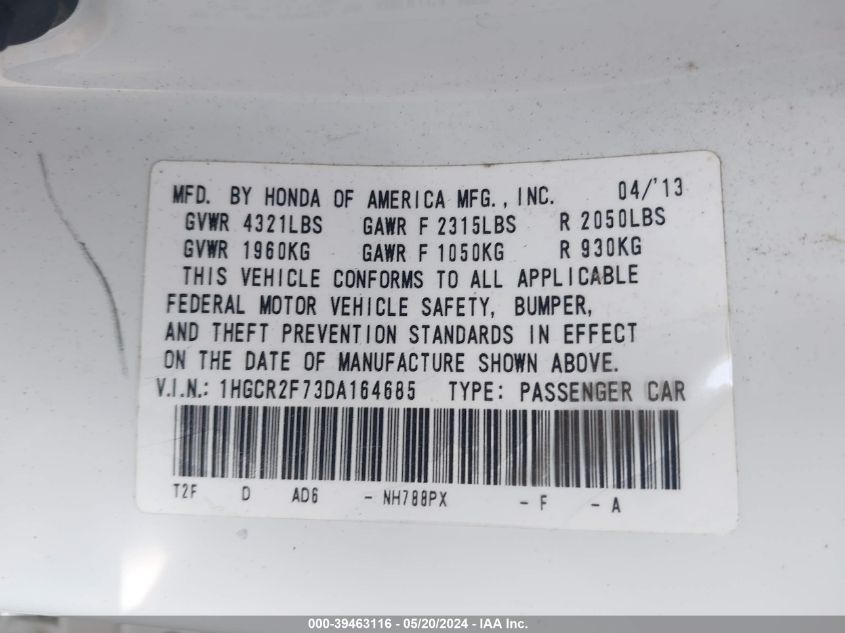 MFD. BY HONDA OF AMERICA MFG., INC. 04/'13
GVWR 4321LBS GAWR F 2315LBS R 2050LBS
GVWR 1960KG GAWR F 1050KG R 930KG
THIS VEHICLE CONFORMS TO ALL APPLICABLE
FEDERAL MOTOR VEHICLE SAFETY, BUMPER,
AND THEFT PREVENTION STANDARDS IN EFFECT
ON THE DATE OF MANUFACTURE SHOWN ABOVE.
V.I.N.: 1HGCR2F73DA164685 TYPE: PASSENGER CAR
T2F D AD6 - NH788PX - F - A
000-39463116 - 05/20/2024 - IAA Inc.